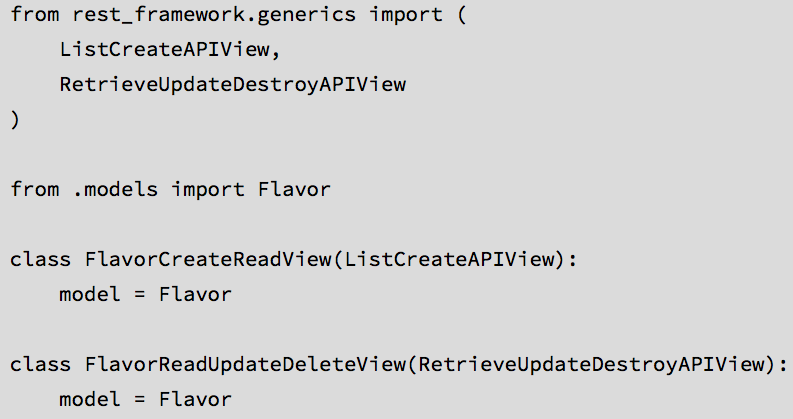 from rest_framework.generics import (
    ListCreateAPIView,
    RetrieveUpdateDestroyAPIView
)

from .models import Flavor

class FlavorCreateReadView(ListCreateAPIView):
    model = Flavor

class FlavorReadUpdateDeleteView(RetrieveUpdateDestroyAPIView):
    model = Flavor